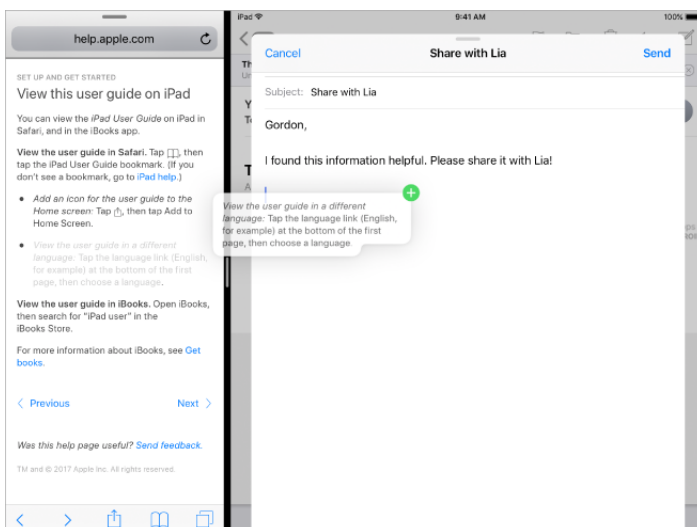 help.apple.com
SET UP AND GET STARTED
View this user guide on iPad
You can view the iPad User Guide on iPad in
Safari, and in the iBooks app.
View the user guide in Safari. Tap , then
tap the iPad User Guide bookmark. (If you
don't see a bookmark, go to iPad help.)
• Add an icon for the user guide to the
Home screen: Tap , then tap Add to
Home Screen.
• View the user guide in a different
language: Tap the language link (English,
for example) at the bottom of the first
page, then choose a language.
View the user guide in iBooks. Open iBooks,
then search for "iPad user" in the
iBooks Store.
For more information about iBooks, see Get
books.
Previous Next
Was this help page useful? Send feedback.
TM and © 2017 Apple Inc. All rights reserved.
iPad 9:41 AM 100%
Cancel Share with Lia Send
Subject: Share with Lia
Gordon,
I found this information helpful. Please share it with Lia!
View the user guide in a different
language: Tap the language link (English,
for example) at the bottom of the first
page, then choose a language.